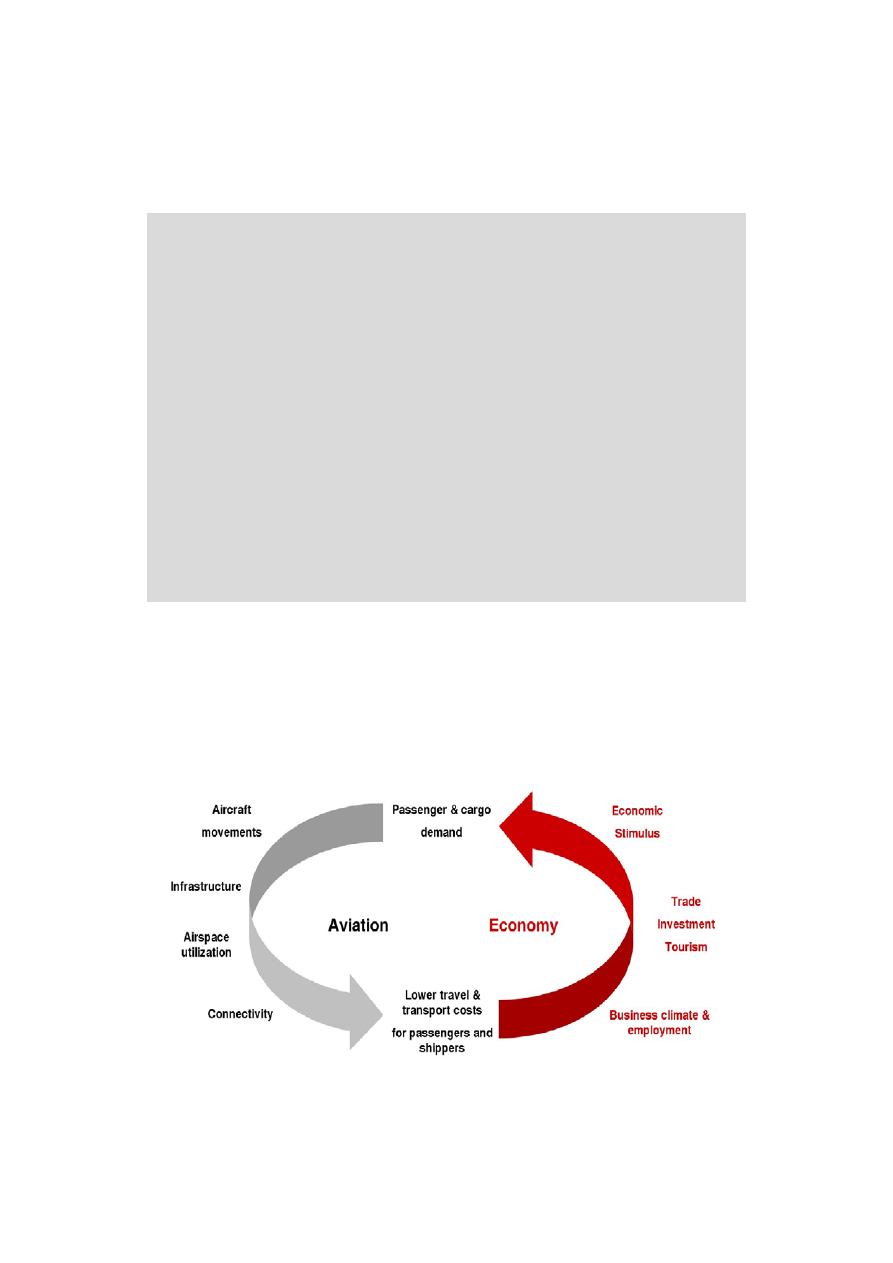 Aircraft
movements
Passenger & cargo
demand
Economic
Stimulus
Infrastructure
Airspace
utilization
Connectivity
Aviation
Economy
Trade
Investment
Tourism
Lower travel &
transport costs
for passengers and
shippers
Business climate &
employment